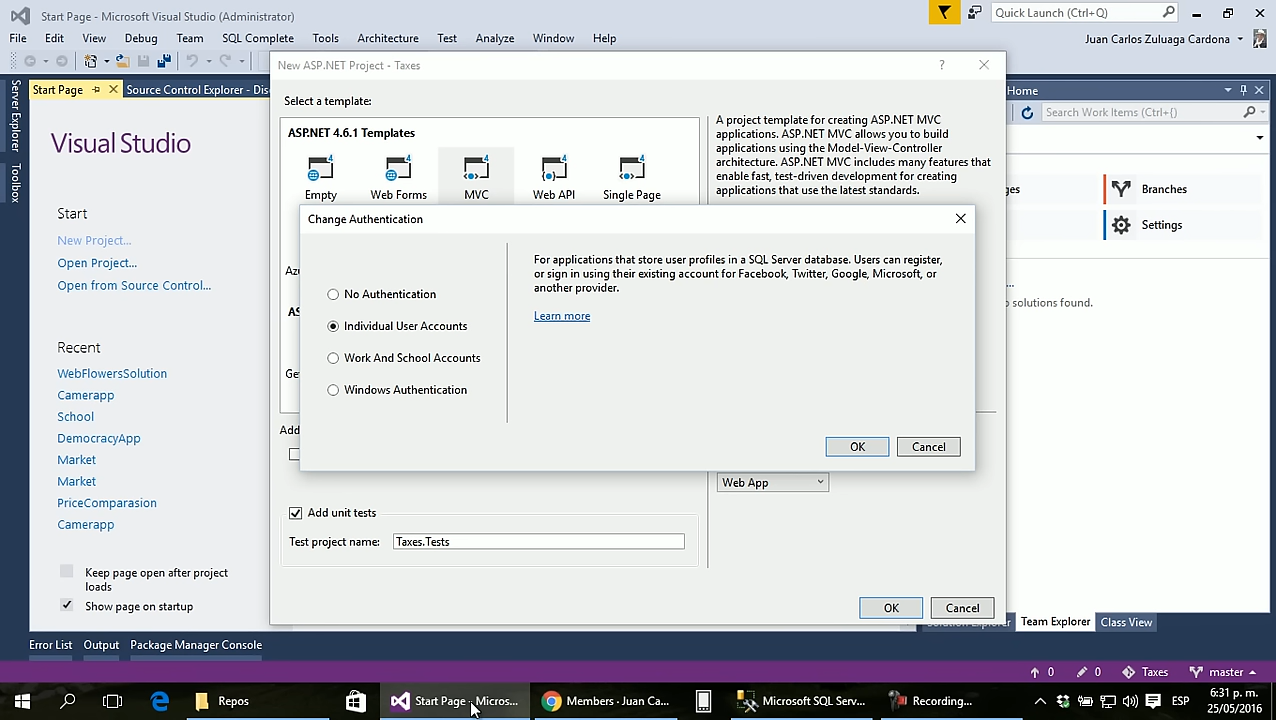 Start Page - Microsoft Visual Studio (Administrator)
Quick Launch (Ctrl+Q)
File Edit View Debug Team SQL Complete Tools Architecture Test Analyze Window Help
Juan Carlos Zuluaga Cardona
Server Explorer
Toolbox
Start Page
Source Control Explorer - Dis
Visual Studio
Start
New Project...
Open Project...
Open from Source Control...
Recent
WebFlowersSolution
Camerapp
School
DemocracyApp
Market
Market
PriceComparasion
Camerapp
Keep page open after project
loads
Show page on startup
New ASP.NET Project - Taxes
?
Select a template:
ASP.NET 4.6.1 Templates
Empty Web Forms MVC Web API Single Page
A project template for creating ASP.NET MVC
applications. ASP.NET MVC allows you to build
applications using the Model-View-Controller
architecture. ASP.NET MVC includes many features that
enable fast, test-driven development for creating
applications that use the latest standards.
Change Authentication
No Authentication
Individual User Accounts
Work And School Accounts
Windows Authentication
For applications that store user profiles in a SQL Server database. Users can register,
or sign in using their existing account for Facebook, Twitter, Google, Microsoft, or
another provider.
Learn more
OK Cancel
Web App
Add unit tests
Test project name: Taxes.Tests
OK Cancel
Home
Search Work Items (Ctrl+{)
Branches
Settings
solutions found.
Solution Explorer Team Explorer Class View
Error List Output Package Manager Console
0 0 Taxes master
Repos
Start Page - Micros...
Members - Juan Ca...
Microsoft SQL Serv...
Recording...
ESP
6:31 p. m.
25/05/2016